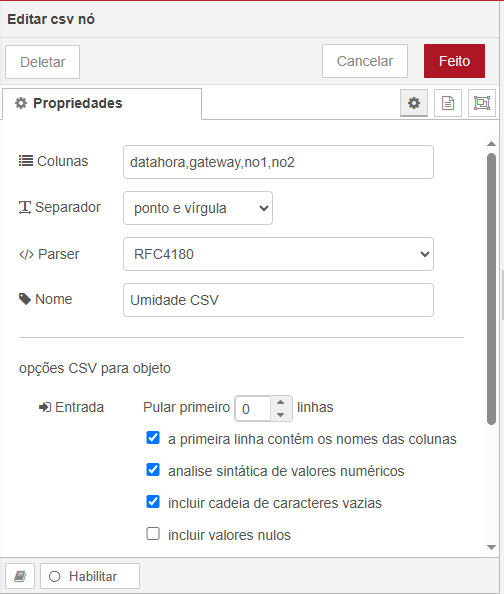 Editar csv nó
Deletar
Cancelar
Feito
Propriedades
Colunas
datahora,gateway,no1,no2
Separador
ponto e vírgula
</> Parser
RFC4180
Nome
Umidade CSV
opções CSV para objeto
Entrada
Pular primeiro 0 linhas
a primeira linha contém os nomes das colunas
analise sintática de valores numéricos
incluir cadeia de caracteres vazias
incluir valores nulos
Habilitar